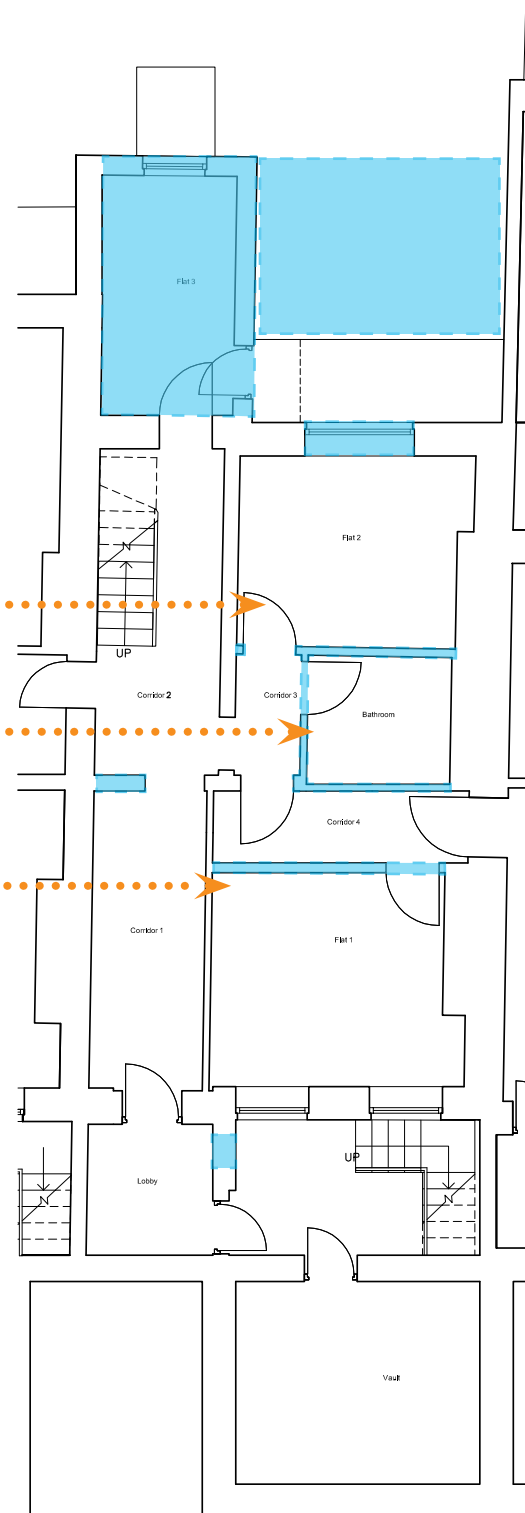 Flat 3
Flat 2
N
UP
Corridor 2
Corridor 3
Bathroom
Corridor 4
Corridor 1
Flat 1
UP
Lobby
N
N
Vault